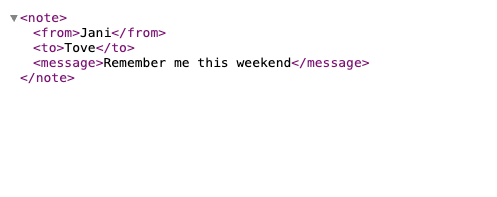 <note>
<from>Jani</from>
<to>Tove</to>
<message>Remember me this weekend</message>
</note>